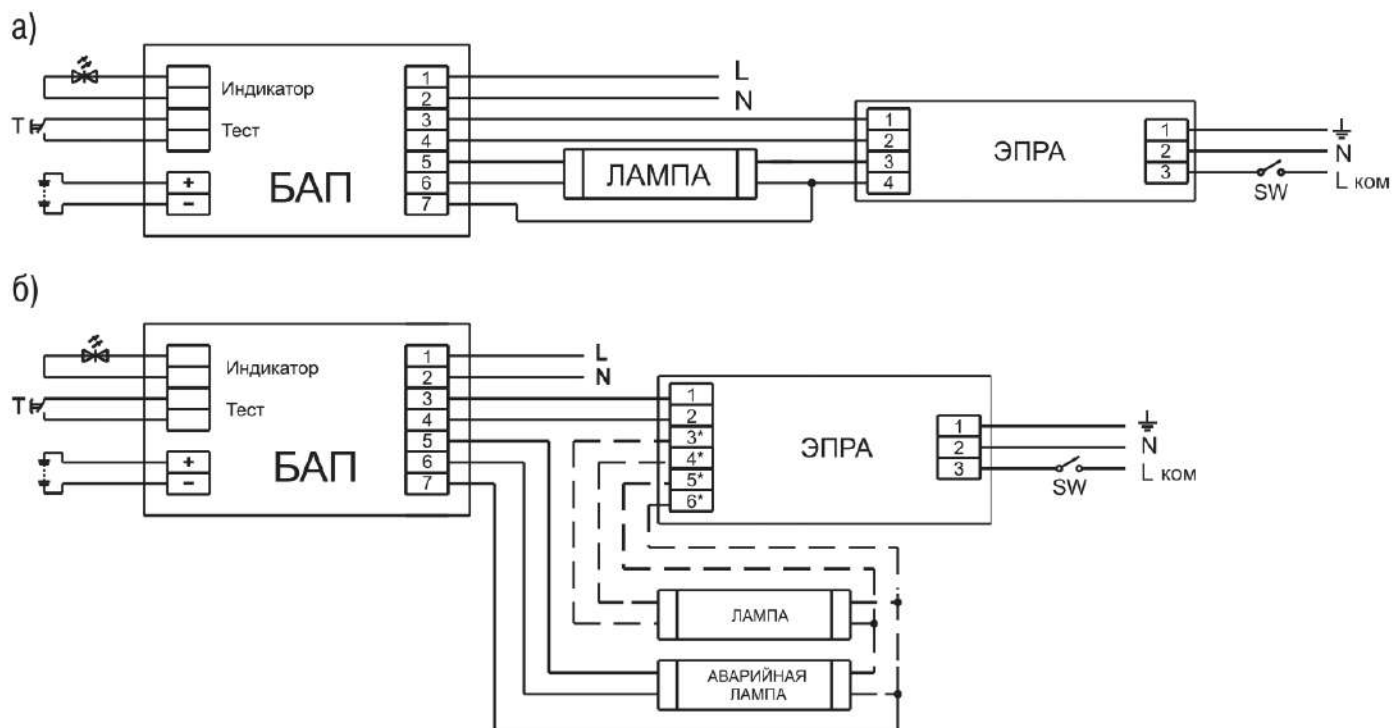 а)
Индикатор
T
Тест
+
−
БАП
1
2
3
4
5
6
7
L
N
ЛАМПА
1
2
3
4
ЭПРА
1
2
3
N
SW
L ком
б)
Индикатор
T
Тест
+
−
БАП
1
2
3
4
5
6
7
L
N
1
2
3*
4*
5*
6*
ЭПРА
1
2
3
N
SW
L ком
ЛАМПА
АВАРИЙНАЯ
ЛАМПА